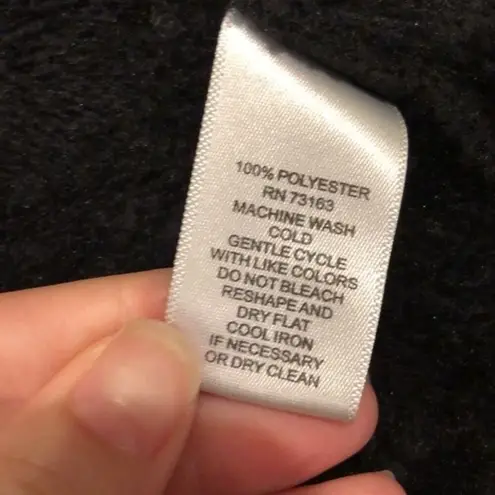 100% POLYESTER
RN 73163
MACHINE WASH
COLD
GENTLE CYCLE
WITH LIKE COLORS
DO NOT BLEACH
RESHAPE AND
DRY FLAT
COOL IRON
IF NECESSARY
OR DRY CLEAN